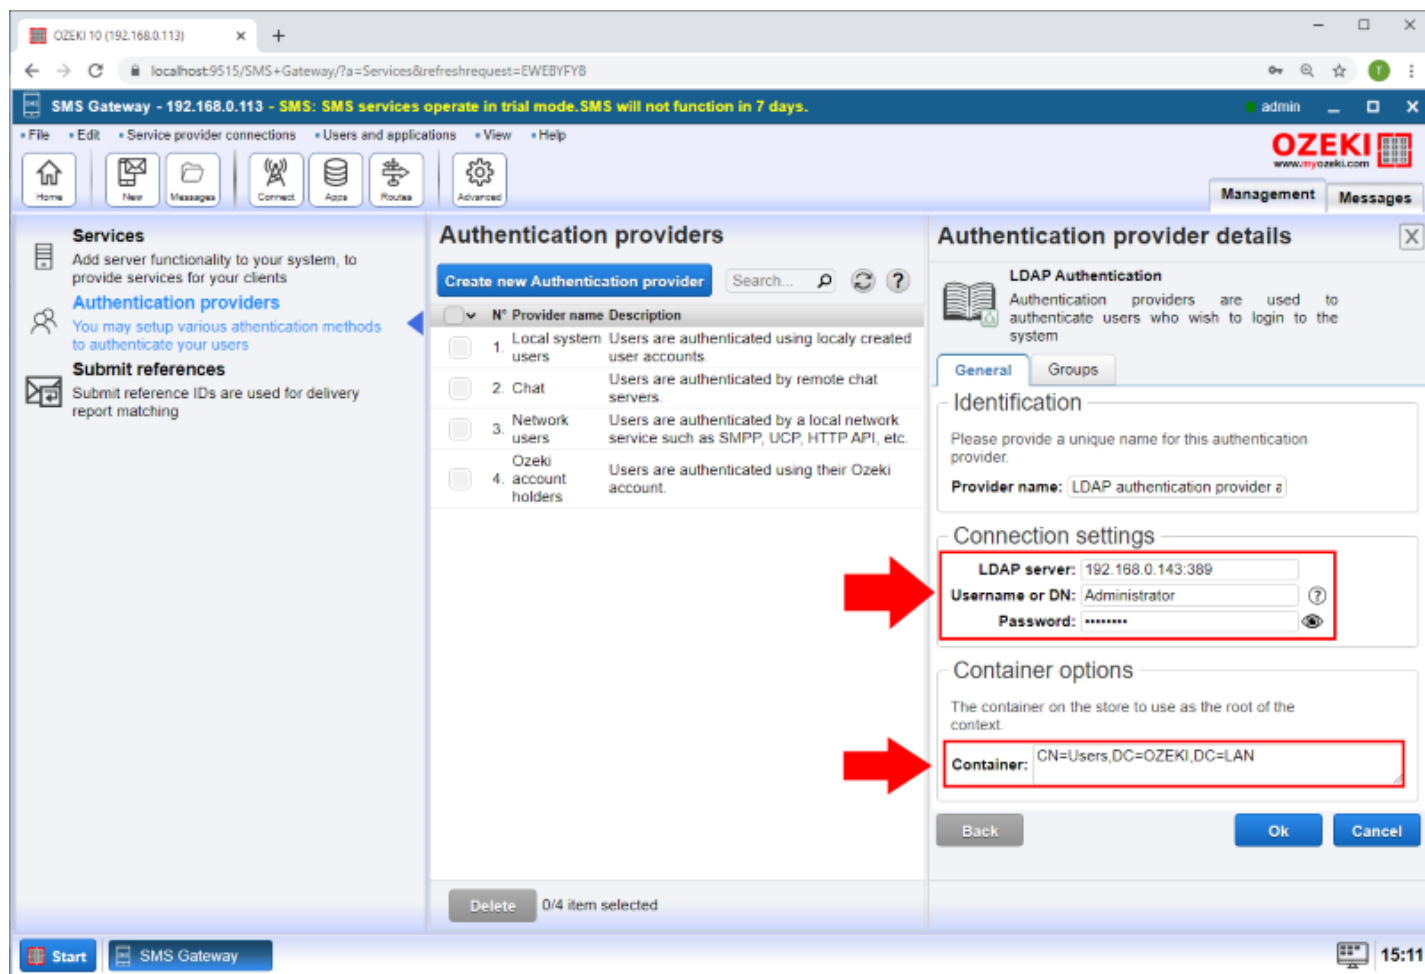 OZEKI 10 (192.168.0.113)
localhost:9515/SMS+Gateway/?a=Services&refreshrequest=EWEBYFYB
T
SMS Gateway - 192.168.0.113 - SMS: SMS services operate in trial mode.SMS will not function in 7 days.
admin
File Edit Service provider connections Users and applications View Help
OZEKI
www.myozeki.com
Home New Messages Connect Apps Routes Advanced
Management Messages
Services
Add server functionality to your system, to
provide services for your clients
Authentication providers
You may setup various athentication methods
to authenticate your users
Submit references
Submit reference IDs are used for delivery
report matching
Authentication providers
Create new Authentication provider
Search...
?
N° Provider name Description
1. Local system users Users are authenticated using localy created
user accounts.
2. Chat Users are authenticated by remote chat
servers.
3. Network users Users are authenticated by a local network
service such as SMPP, UCP, HTTP API, etc.
4. Ozeki account holders Users are authenticated using their Ozeki
account.
Delete 0/4 item selected
Authentication provider details
X
LDAP Authentication
Authentication providers are used to
authenticate users who wish to login to the
system
General Groups
Identification
Please provide a unique name for this authentication
provider.
Provider name: LDAP authentication provider a
Connection settings
LDAP server: 192.168.0.143:389
Username or DN: Administrator ?
Password: ••••••••
Container options
The container on the store to use as the root of the
context.
Container: CN=Users,DC=OZEKI,DC=LAN
Back Ok Cancel
Start SMS Gateway 15:11